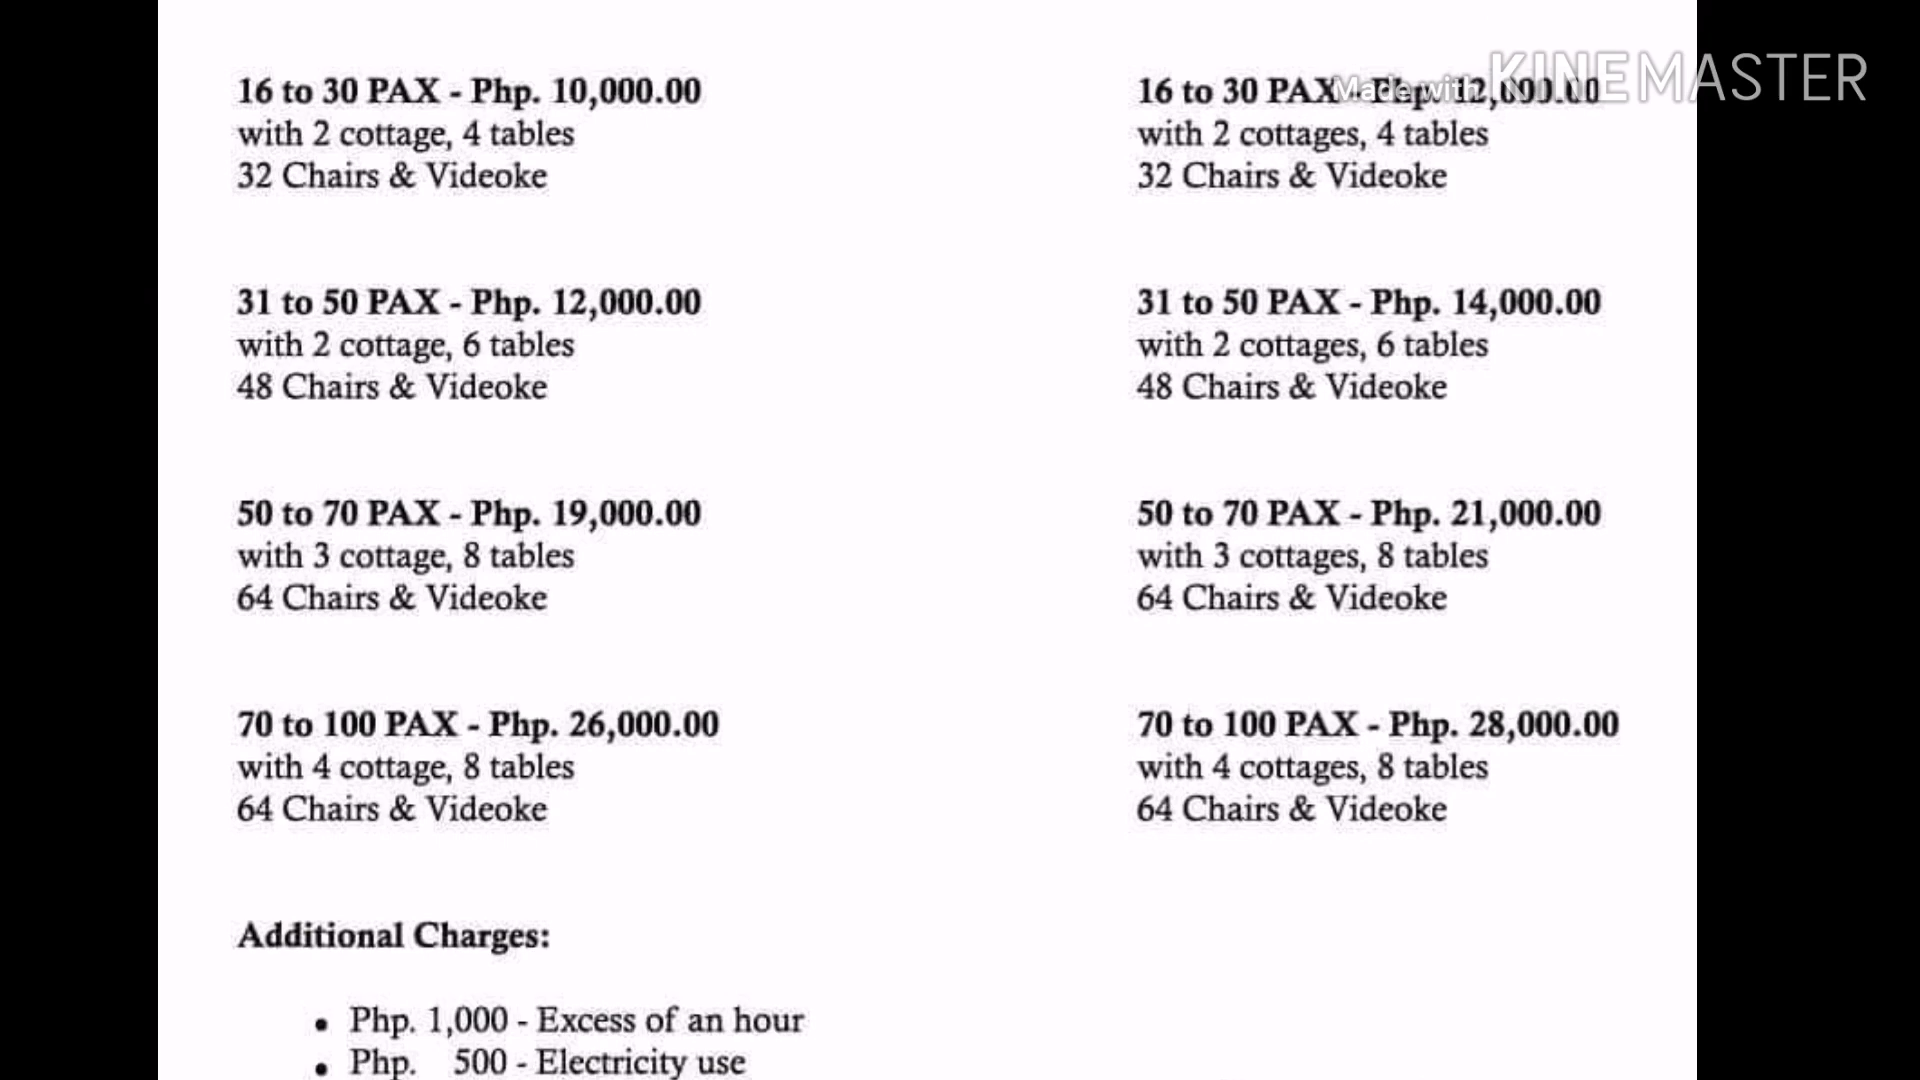 16 to 30 PAX - Php. 10,000.00
with 2 cottage, 4 tables
32 Chairs & Videoke
31 to 50 PAX - Php. 12,000.00
with 2 cottage, 6 tables
48 Chairs & Videoke
50 to 70 PAX - Php. 19,000.00
with 3 cottage, 8 tables
64 Chairs & Videoke
70 to 100 PAX - Php. 26,000.00
with 4 cottage, 8 tables
64 Chairs & Videoke
Additional Charges:
• Php. 1,000 - Excess of an hour
• Php. 500 - Electricity use
16 to 30 PAX - Php. 12,000.00
with 2 cottages, 4 tables
32 Chairs & Videoke
31 to 50 PAX - Php. 14,000.00
with 2 cottages, 6 tables
48 Chairs & Videoke
50 to 70 PAX - Php. 21,000.00
with 3 cottages, 8 tables
64 Chairs & Videoke
70 to 100 PAX - Php. 28,000.00
with 4 cottages, 8 tables
64 Chairs & Videoke
Made with KINEMASTER